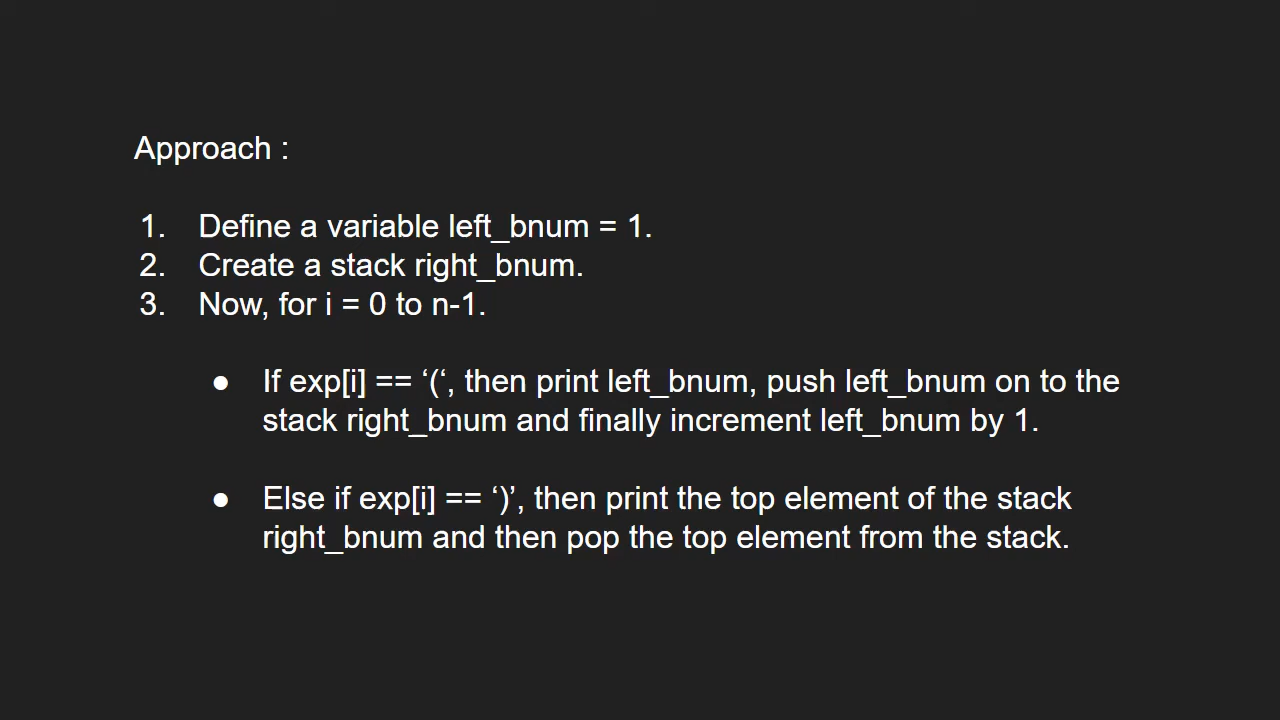 Approach :
1. Define a variable left_bnum = 1.
2. Create a stack right_bnum.
3. Now, for i = 0 to n-1.
● If exp[i] == ‘(‘, then print left_bnum, push left_bnum on to the
stack right_bnum and finally increment left_bnum by 1.
● Else if exp[i] == ‘)’, then print the top element of the stack
right_bnum and then pop the top element from the stack.